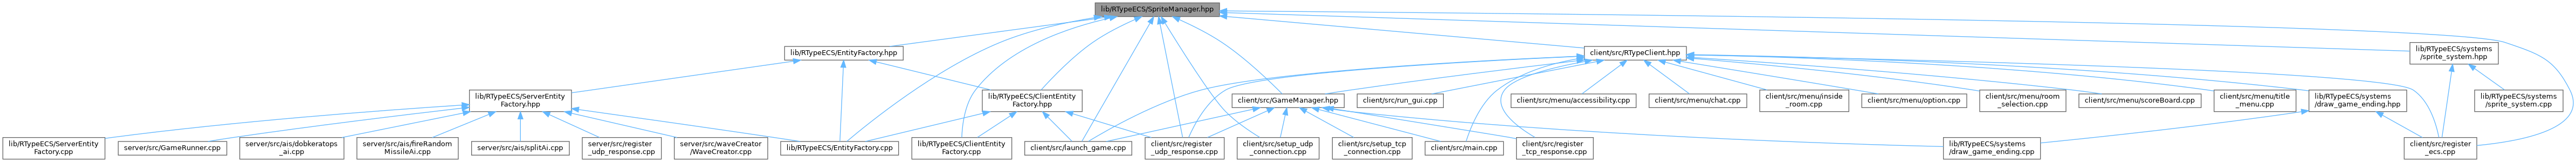 lib/RTypeECS/SpriteManager.hpp
lib/RTypeECS/EntityFactory.hpp
client/src/RTypeClient.hpp
lib/RTypeECS/systems
/sprite_system.hpp
lib/RTypeECS/ServerEntity
Factory.hpp
lib/RTypeECS/ClientEntity
Factory.hpp
client/src/GameManager.hpp
client/src/run_gui.cpp
client/src/menu/accessibility.cpp
client/src/menu/chat.cpp
client/src/menu/inside
_room.cpp
client/src/menu/option.cpp
client/src/menu/room
_selection.cpp
client/src/menu/scoreBoard.cpp
client/src/menu/title
_menu.cpp
lib/RTypeECS/systems
/draw_game_ending.hpp
lib/RTypeECS/systems
/sprite_system.cpp
lib/RTypeECS/ServerEntity
Factory.cpp
server/src/GameRunner.cpp
server/src/ais/dobkeratops
_ai.cpp
server/src/ais/fireRandom
MissileAi.cpp
server/src/ais/splitAi.cpp
server/src/register
_udp_response.cpp
server/src/waveCreator
/WaveCreator.cpp
lib/RTypeECS/EntityFactory.cpp
lib/RTypeECS/ClientEntity
Factory.cpp
client/src/launch_game.cpp
client/src/register
_udp_response.cpp
client/src/setup_udp
_connection.cpp
client/src/setup_tcp
_connection.cpp
client/src/main.cpp
client/src/register
_tcp_response.cpp
lib/RTypeECS/systems
/draw_game_ending.cpp
client/src/register
_ecs.cpp